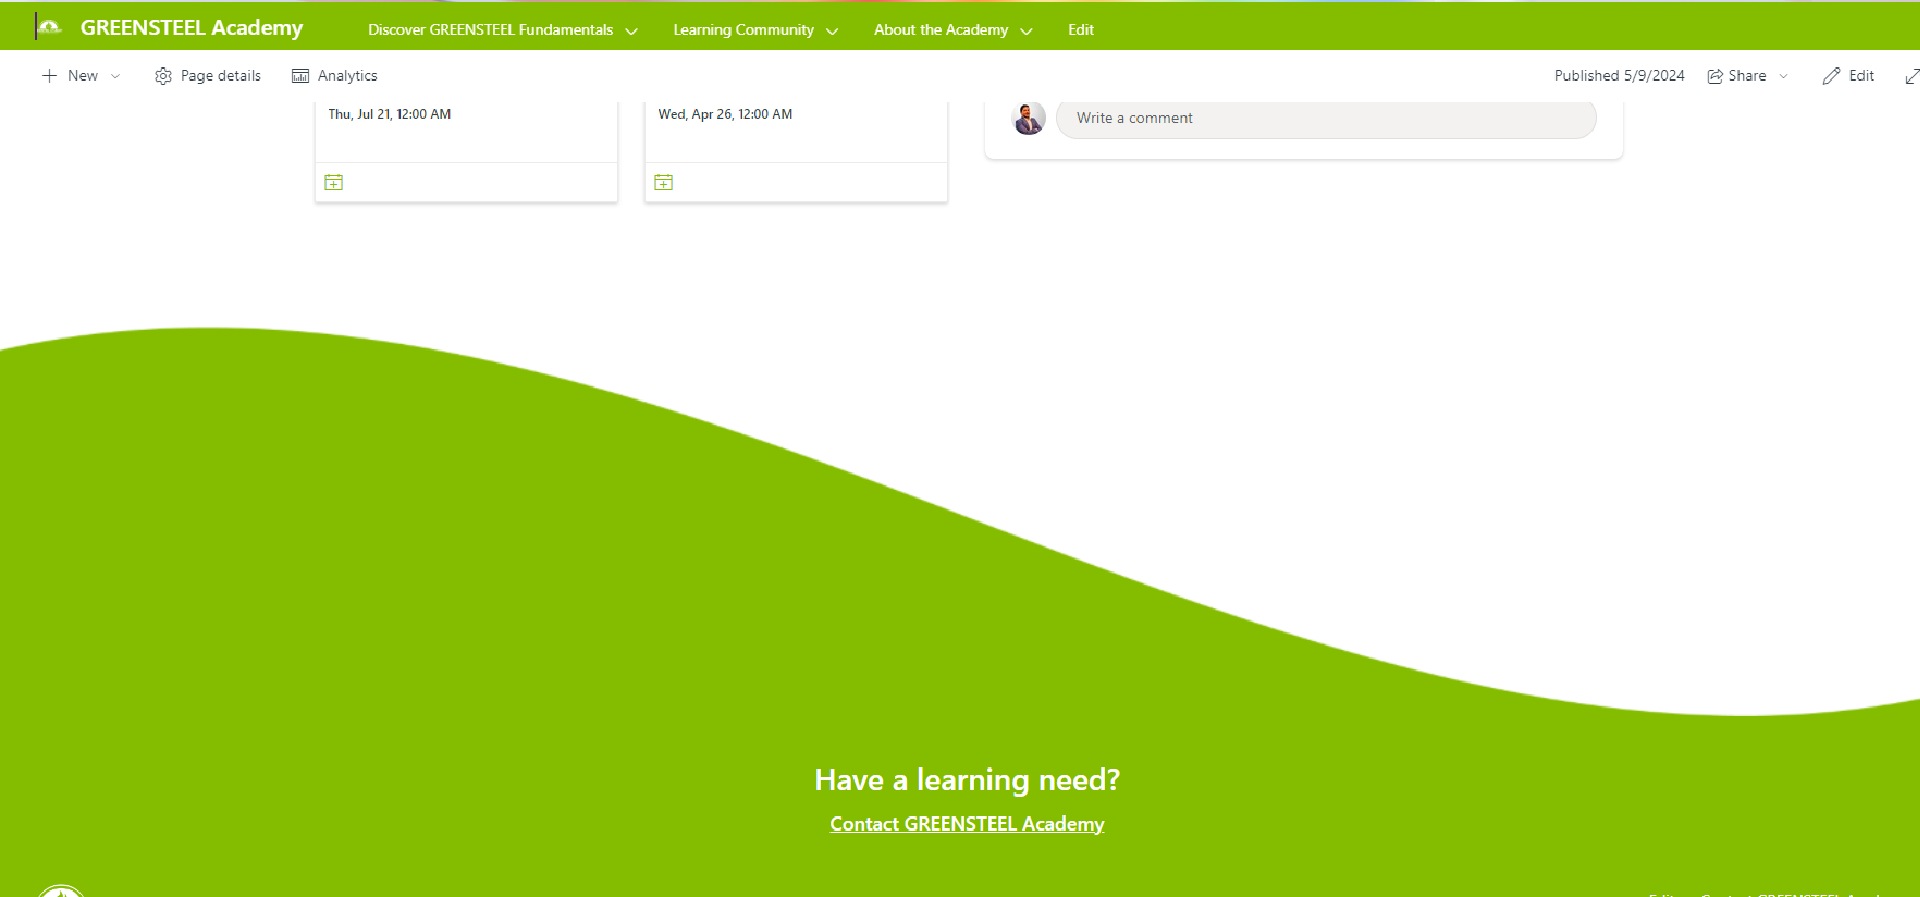 GREENSTEEL Academy
Discover GREENSTEEL Fundamentals
Learning Community
About the Academy
Edit
New
Page details
Analytics
Published 5/9/2024
Share
Edit
Thu, Jul 21, 12:00 AM
Wed, Apr 26, 12:00 AM
Write a comment
Have a learning need?
Contact GREENSTEEL Academy